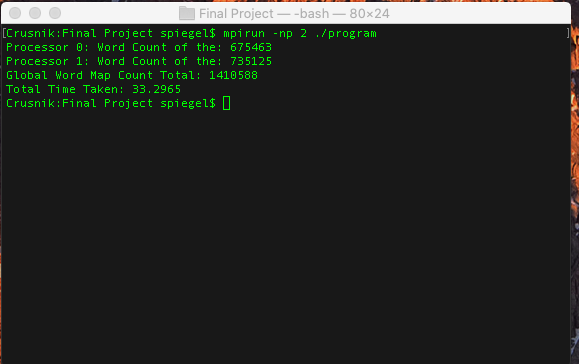 Final Project — -bash — 80×24
[Crusnik:Final Project spiegel$ mpirun -np 2 ./program ]
Processor 0: Word Count of the: 675463
Processor 1: Word Count of the: 735125
Global Word Map Count Total: 1410588
Total Time Taken: 33.2965
Crusnik:Final Project spiegel$